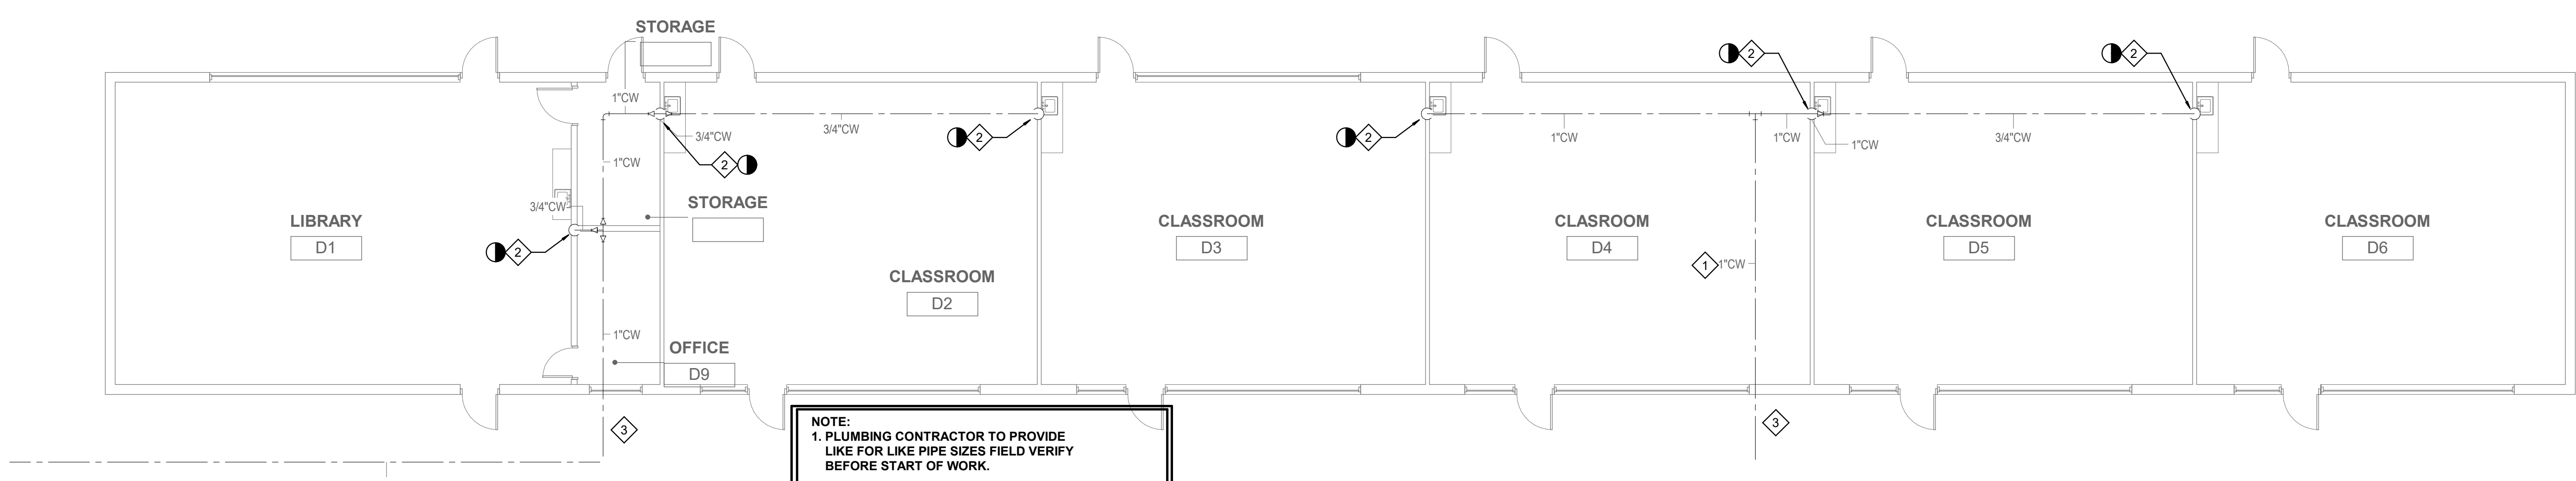 STORAGE
2
2
1"CW
3/4"CW
3/4"CW
2
2
1"CW
1"CW
1"CW
3/4"CW
1"CW
2
STORAGE
3/4"CW
LIBRARY
D1
2
CLASSROOM
D2
CLASSROOM
D3
CLASROOM
D4
1
1"CW
CLASSROOM
D5
CLASSROOM
D6
1"CW
OFFICE
D9
3
3
NOTE:
1. PLUMBING CONTRACTOR TO PROVIDE
LIKE FOR LIKE PIPE SIZES FIELD VERIFY
BEFORE START OF WORK.